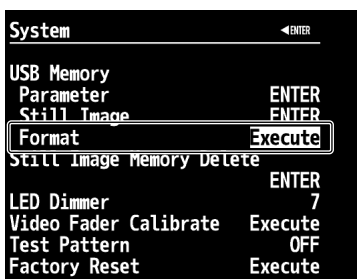 System ◀ENTER
USB Memory
Parameter ENTER
Still Image ENTER
Format Execute
Still Image Memory Delete
ENTER
LED Dimmer 7
Video Fader Calibrate Execute
Test Pattern OFF
Factory Reset Execute